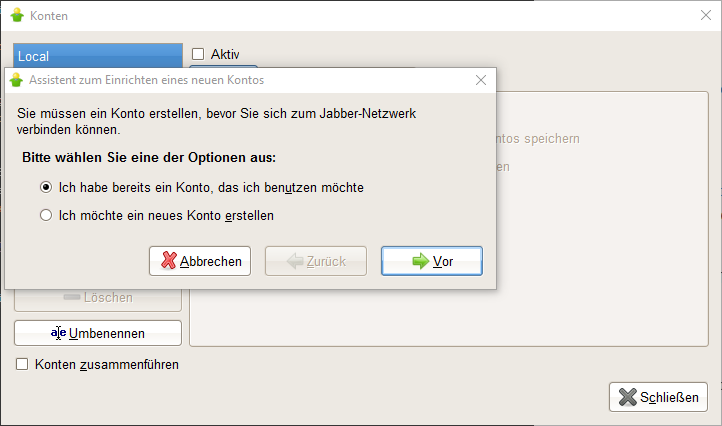 Konten
Local
Aktiv
Assistent zum Einrichten eines neuen Kontos
Sie müssen ein Konto erstellen, bevor Sie sich zum Jabber-Netzwerk
verbinden können.
Bitte wählen Sie eine der Optionen aus:
Ich habe bereits ein Konto, das ich benutzen möchte
Ich möchte ein neues Konto erstellen
Abbrechen
Zurück
Vor
speichern
Löschen
Umbenennen
Konten zusammenführen
Schließen